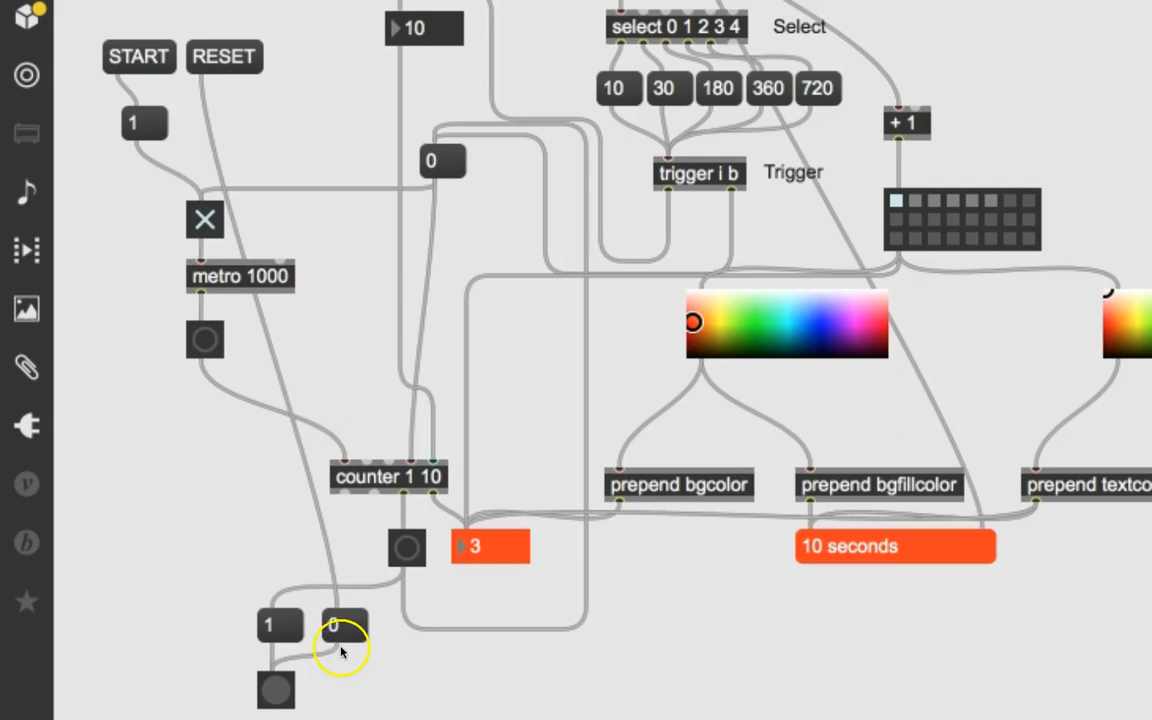 START RESET
1
10
0
select 0 1 2 3 4 Select
10 30 180 360 720
trigger i b Trigger
+ 1
metro 1000
counter 1 10
3
prepend bgcolor
prepend bgfillcolor
prepend textco
10 seconds
1 0